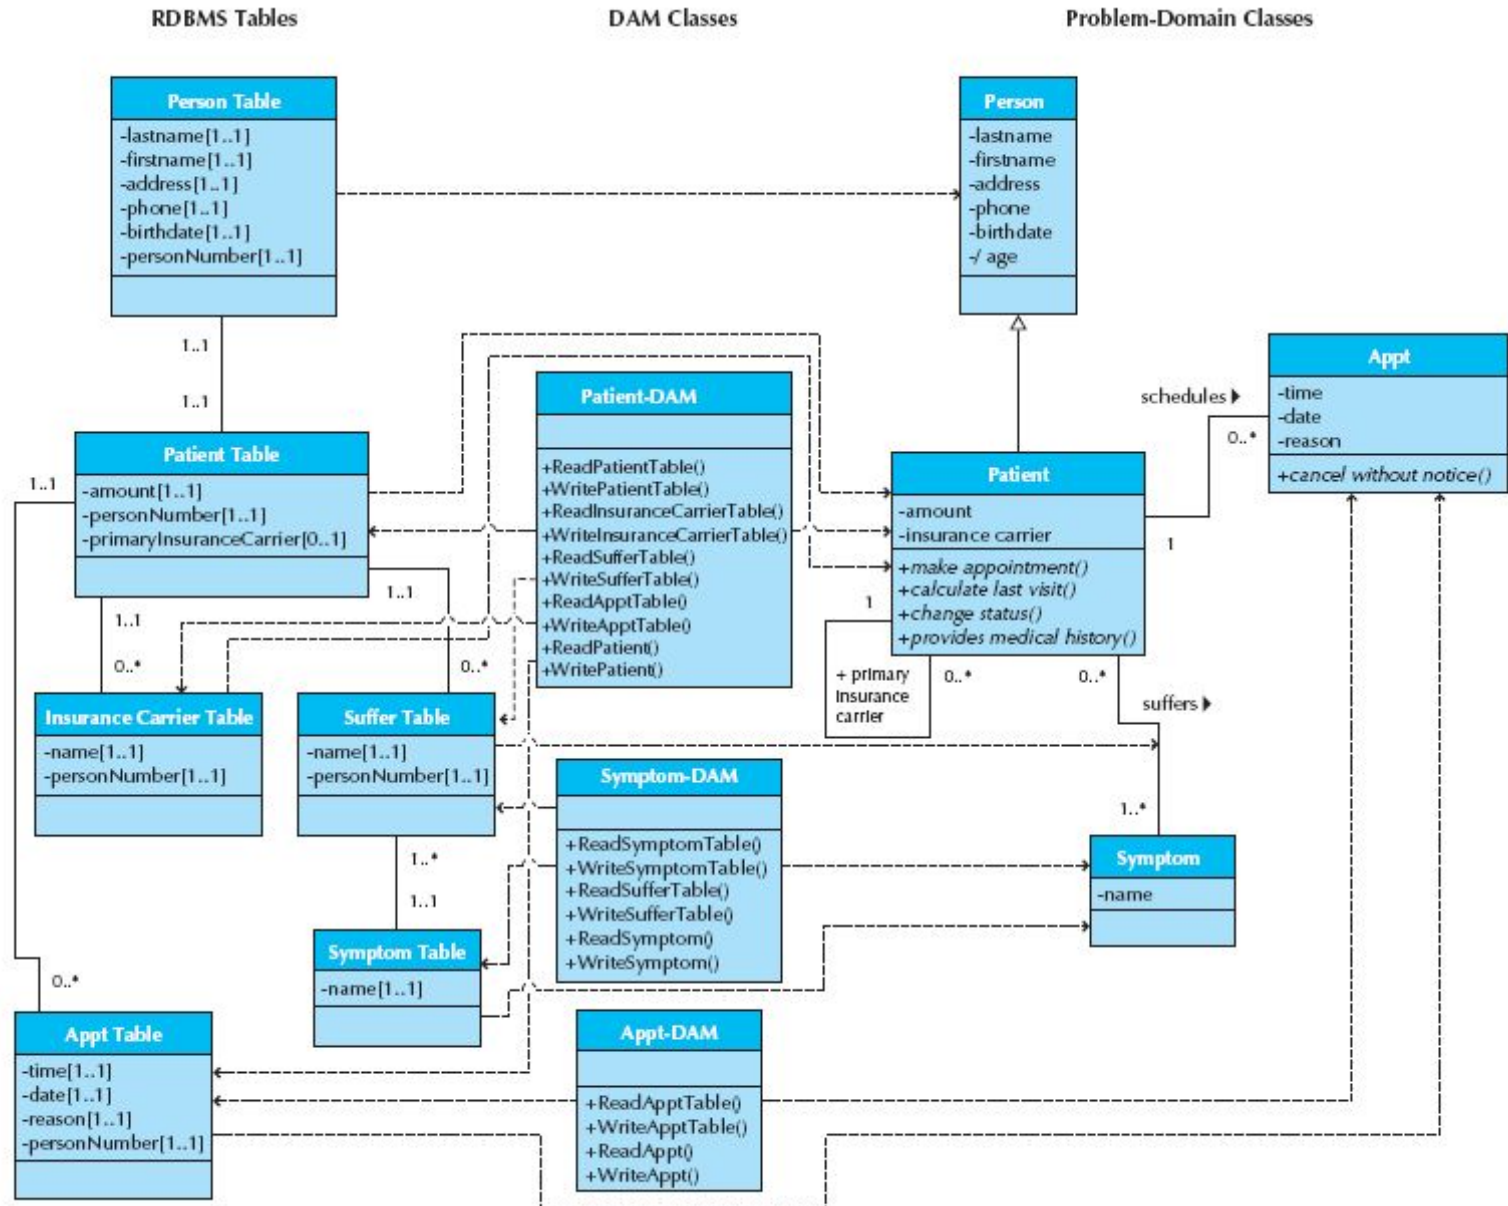 RDBMS Tables
DAM Classes
Problem-Domain Classes
Person Table
-lastname[1..1]
-firstname[1..1]
-address[1..1]
-phone[1..1]
-birthdate[1..1]
-personNumber[1..1]
Person
-lastname
-firstname
-address
-phone
-birthdate
-/ age
1..1
1..1
Patient Table
-amount[1..1]
-personNumber[1..1]
-primaryInsuranceCarrier[0..1]
1..1
1..1
1..1
0..*
0..*
Patient-DAM
+ReadPatientTable()
+WritePatientTable()
+ReadInsuranceCarrierTable()
+WriteInsuranceCarrierTable()
+ReadSufferTable()
+WriteSufferTable()
+ReadApptTable()
+WriteApptTable()
+ReadPatient()
+WritePatient()
Patient
-amount
-insurance carrier
+make appointment()
+calculate last visit()
+change status()
+provides medical history()
schedules
0..*
1
Appt
-time
-date
-reason
+cancel without notice()
1
+ primary
insurance
carrier
0..*
0..*
suffers
1..*
Insurance Carrier Table
-name[1..1]
-personNumber[1..1]
Suffer Table
-name[1..1]
-personNumber[1..1]
1..*
1..1
Symptom-DAM
+ReadSymptomTable()
+WriteSymptomTable()
+ReadSufferTable()
+WriteSufferTable()
+ReadSymptom()
+WriteSymptom()
Symptom
-name
Symptom Table
-name[1..1]
0..*
Appt Table
-time[1..1]
-date[1..1]
-reason[1..1]
-personNumber[1..1]
Appt-DAM
+ReadApptTable()
+WriteApptTable()
+ReadAppt()
+WriteAppt()